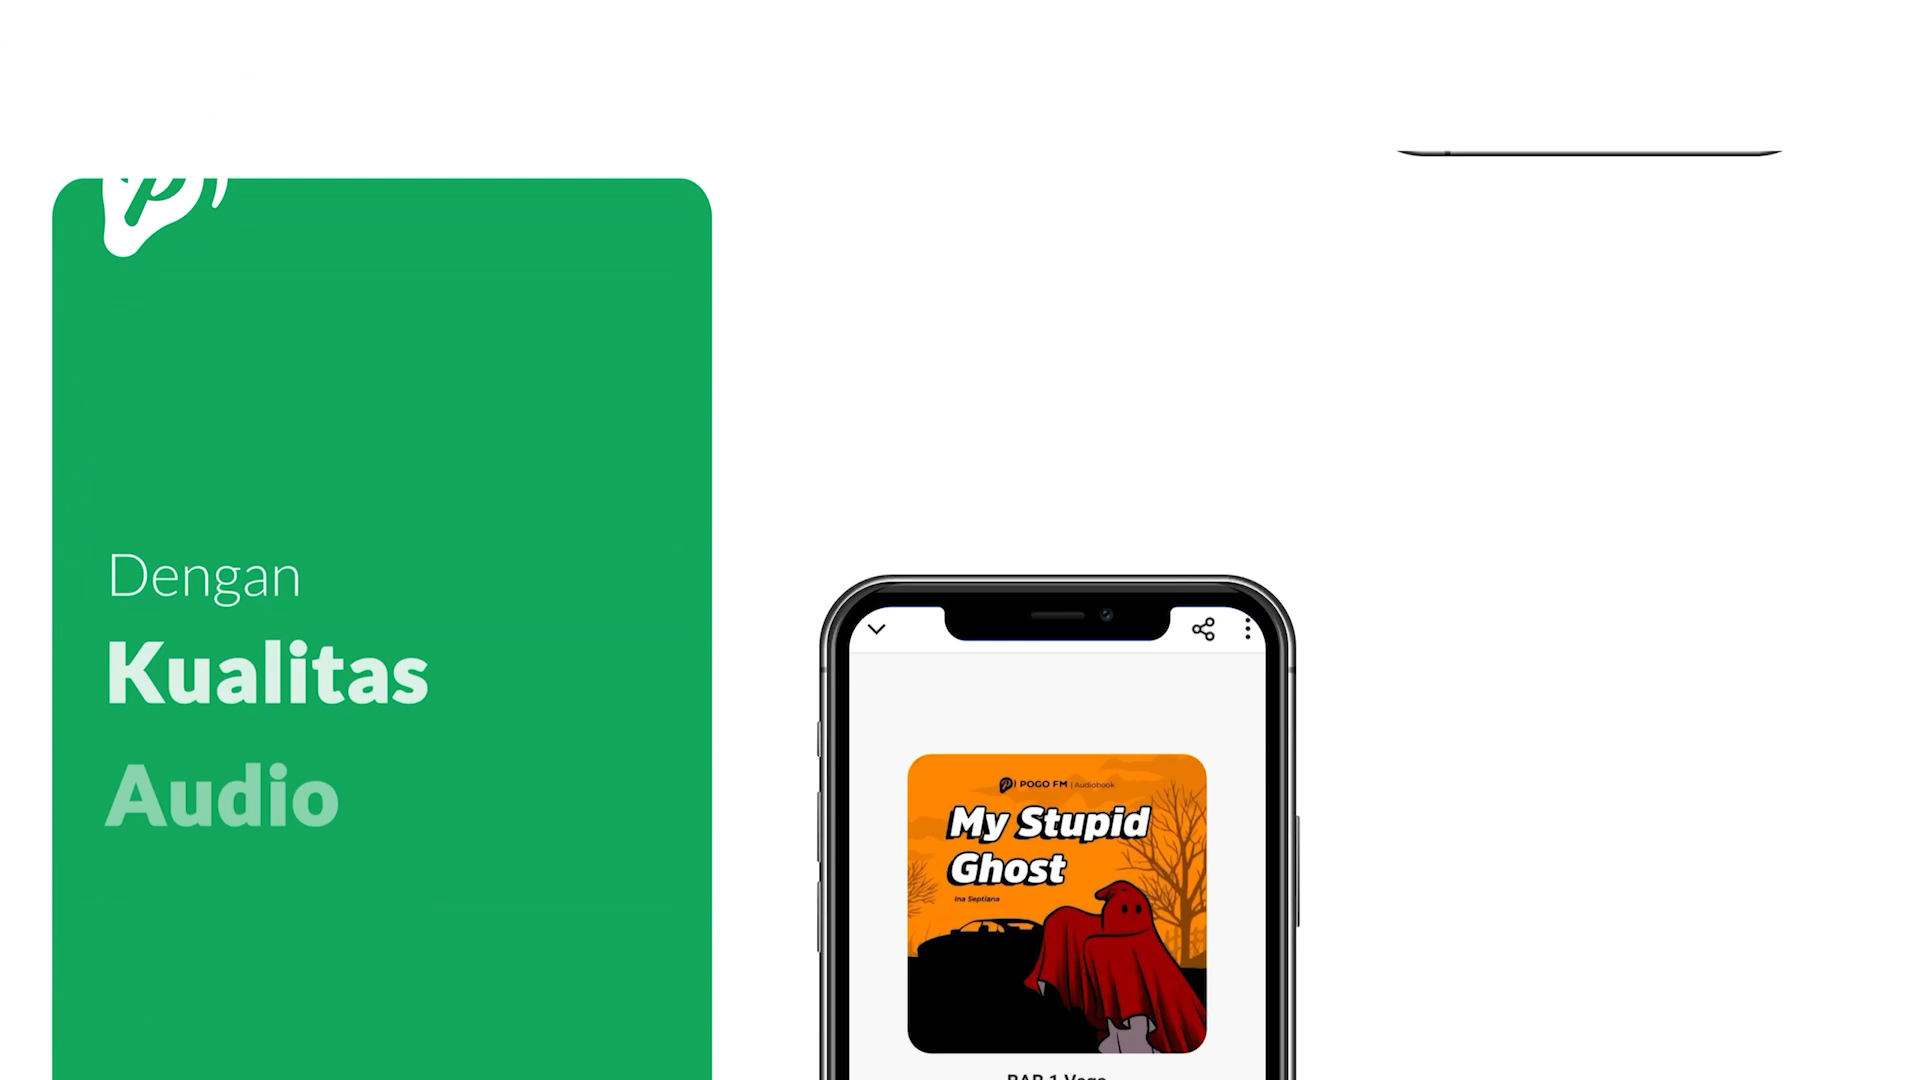 Dengan
Kualitas
Audio
POGO FM | Audiobook
My Stupid
Ghost
Ina Septiana